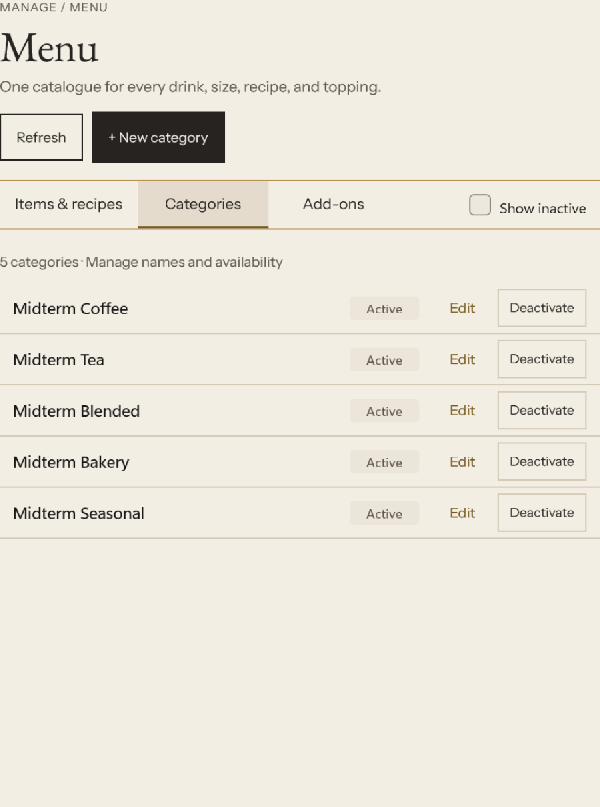 MANAGE / MENU
Menu
One catalogue for every drink, size, recipe, and topping.
Refresh + New category
Items & recipes Categories Add-ons Show inactive
5 categories · Manage names and availability
Midterm Coffee Active Edit Deactivate
Midterm Tea Active Edit Deactivate
Midterm Blended Active Edit Deactivate
Midterm Bakery Active Edit Deactivate
Midterm Seasonal Active Edit Deactivate